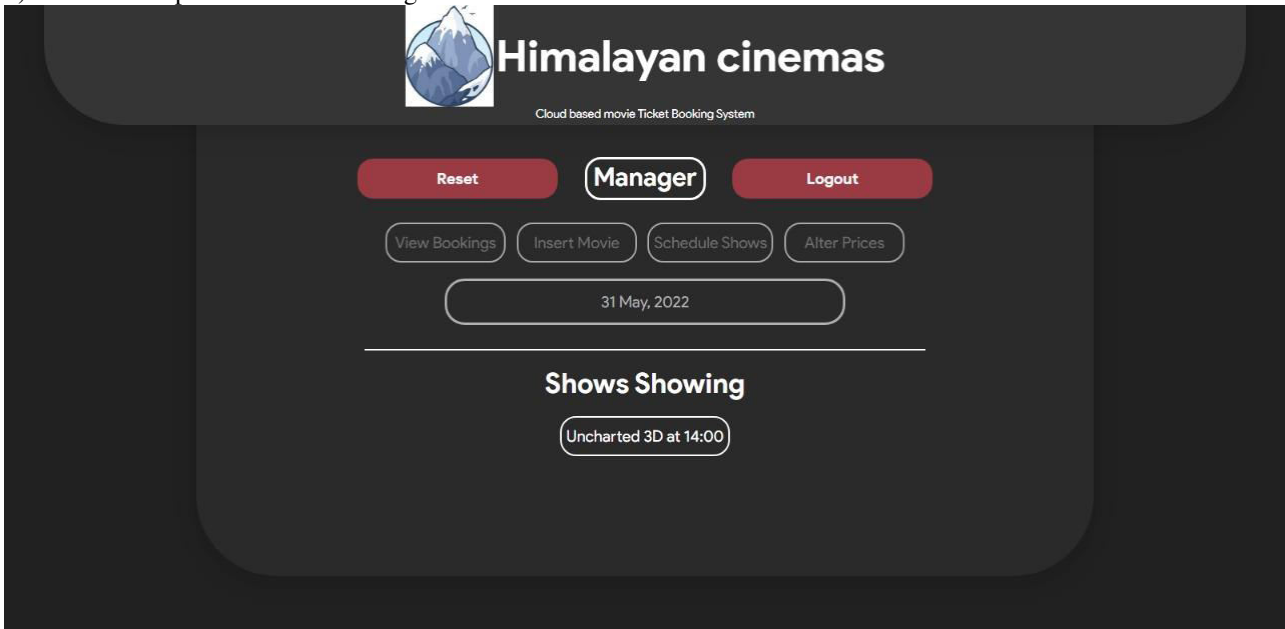 Himalayan cinemas
Cloud based movie Ticket Booking System
Reset Manager Logout
View Bookings Insert Movie Schedule Shows Alter Prices
31 May, 2022
Shows Showing
Uncharted 3D at 14:00